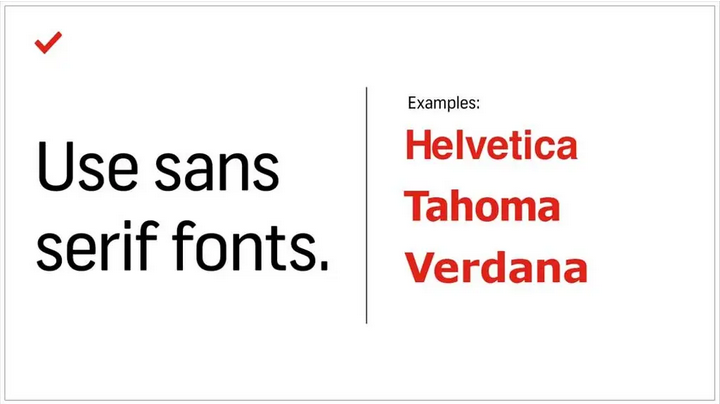 Use sans
serif fonts.
Examples:
Helvetica
Tahoma
Verdana